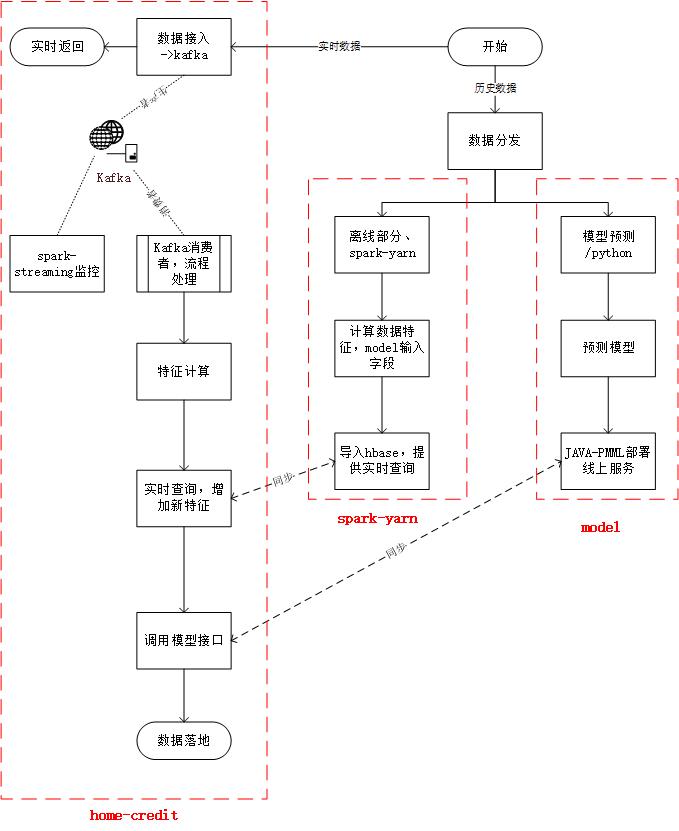 实时返回
数据接入
->kafka
实时数据
开始
历史数据
数据分发
生产者
Kafka
消费者
spark-
streaming监控
Kafka消费
者，流程
处理
特征计算
实时查询，增
加新特征
调用模型接口
数据落地
home-credit
离线部分、
spark-yarn
计算数据特
征，model输入
字段
导入hbase，提
供实时查询
同步
spark-yarn
模型预测
/python
预测模型
JAVA-PMML部署
线上服务
同步
model